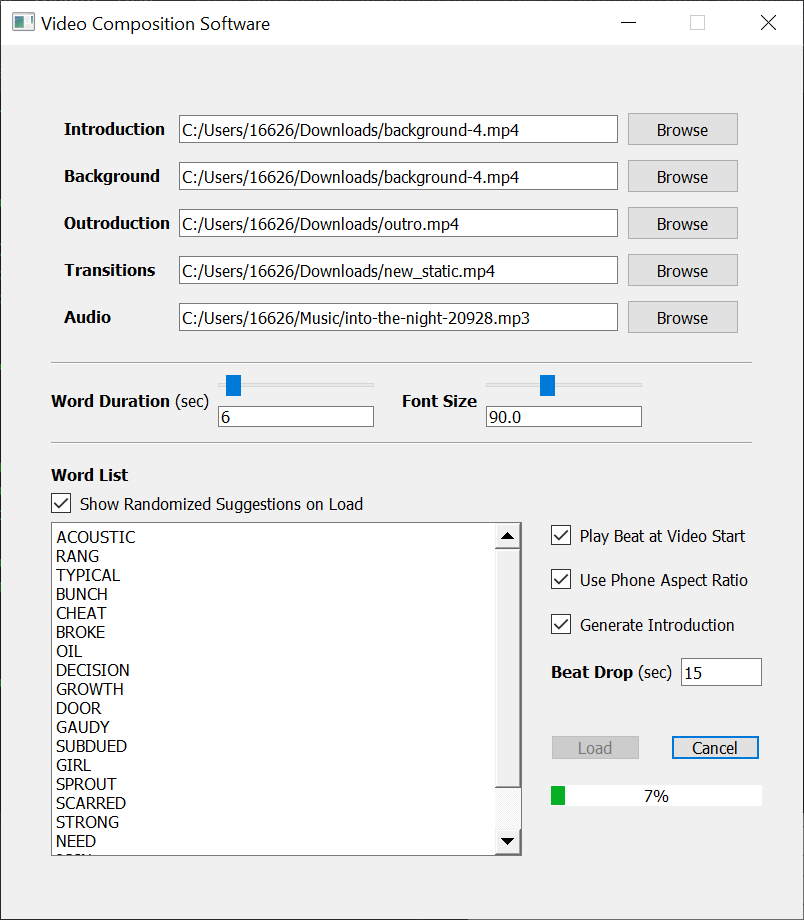 Video Composition Software
Introduction C:/Users/16626/Downloads/background-4.mp4 Browse
Background C:/Users/16626/Downloads/background-4.mp4 Browse
Outroduction C:/Users/16626/Downloads/outro.mp4 Browse
Transitions C:/Users/16626/Downloads/new_static.mp4 Browse
Audio C:/Users/16626/Music/into-the-night-20928.mp3 Browse
Word Duration (sec) 6 Font Size 90.0
Word List
Show Randomized Suggestions on Load
ACOUSTIC
RANG
TYPICAL
BUNCH
CHEAT
BROKE
OIL
DECISION
GROWTH
DOOR
GAUDY
SUBDUED
GIRL
SPROUT
SCARRED
STRONG
NEED
Play Beat at Video Start
Use Phone Aspect Ratio
Generate Introduction
Beat Drop (sec) 15
Load Cancel
7%